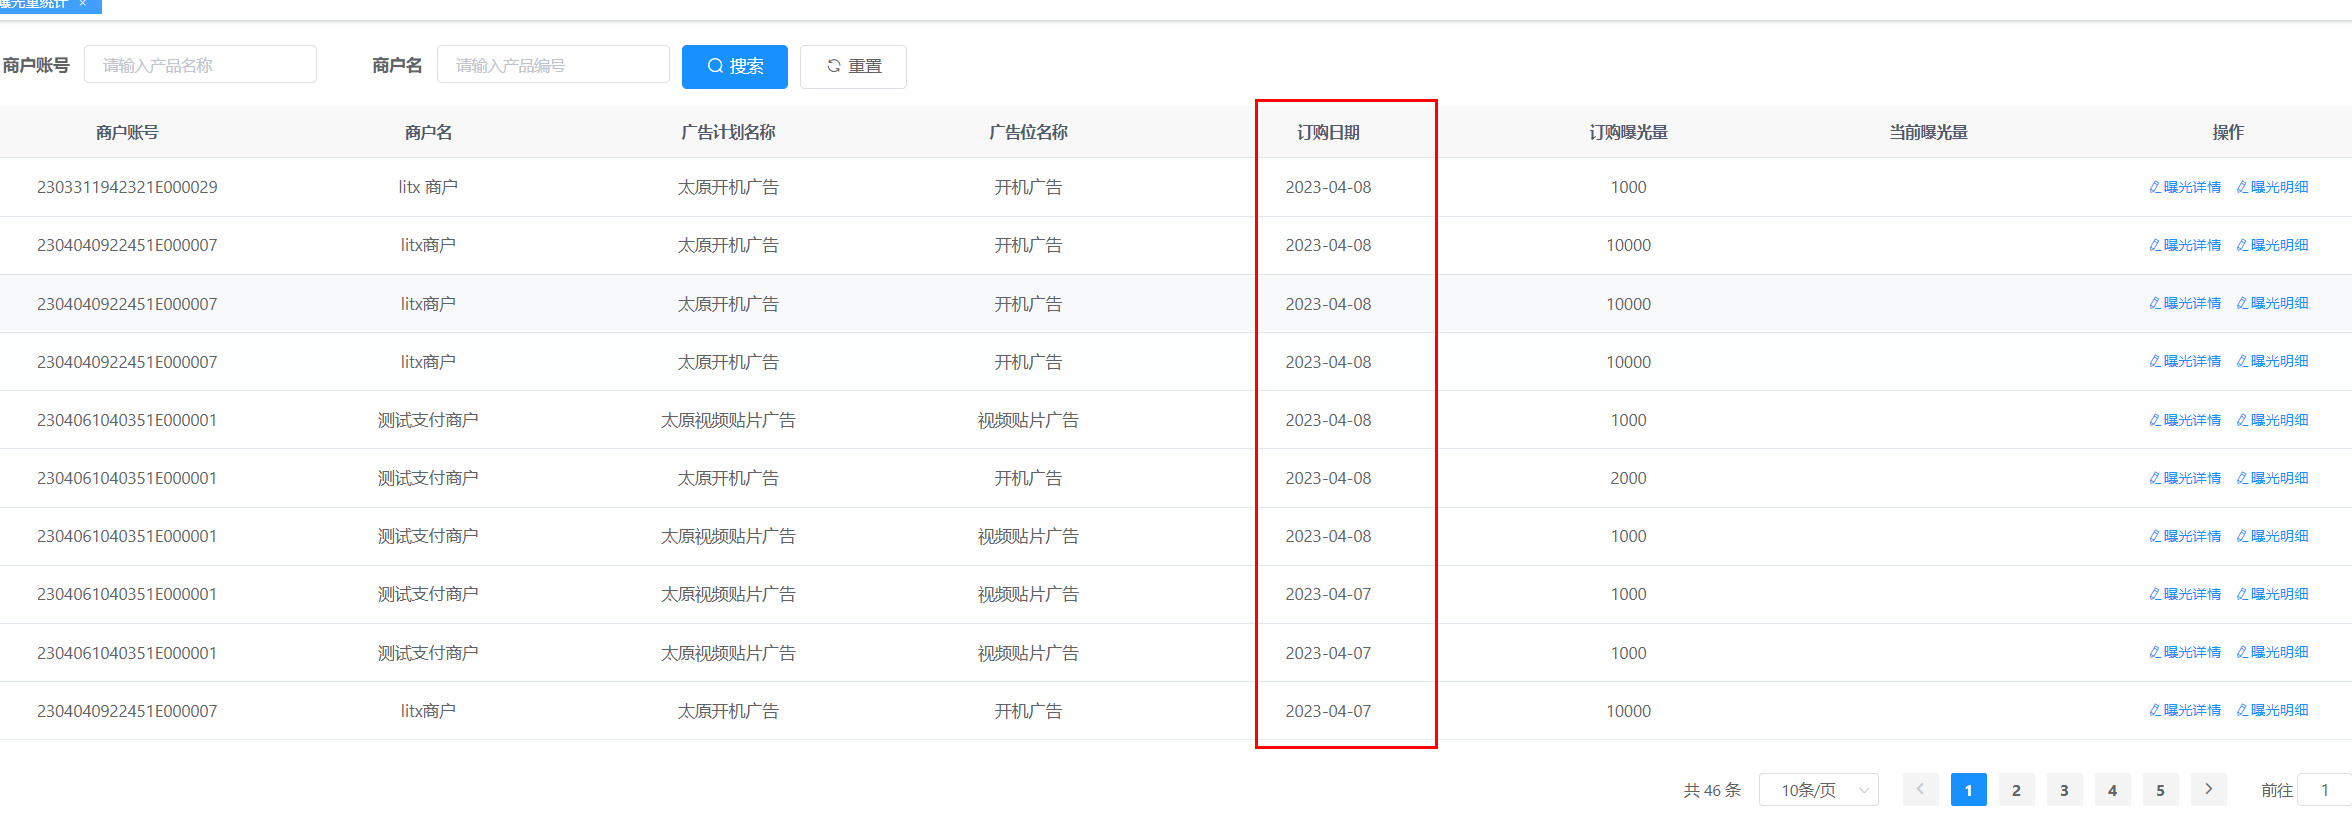 曝光量统计 ×
商户账号 请输入产品名称 商户名 请输入产品编号 搜索 重置
商户账号 商户名 广告计划名称 广告位名称 订购日期 订购曝光量 当前曝光量 操作
2303311942321E000029 litx 商户 太原开机广告 开机广告 2023-04-08 1000 曝光详情 曝光明细
2304040922451E000007 litx商户 太原开机广告 开机广告 2023-04-08 10000 曝光详情 曝光明细
2304040922451E000007 litx商户 太原开机广告 开机广告 2023-04-08 10000 曝光详情 曝光明细
2304040922451E000007 litx商户 太原开机广告 开机广告 2023-04-08 10000 曝光详情 曝光明细
2304061040351E000001 测试支付商户 太原视频贴片广告 视频贴片广告 2023-04-08 1000 曝光详情 曝光明细
2304061040351E000001 测试支付商户 太原开机广告 开机广告 2023-04-08 2000 曝光详情 曝光明细
2304061040351E000001 测试支付商户 太原视频贴片广告 视频贴片广告 2023-04-08 1000 曝光详情 曝光明细
2304061040351E000001 测试支付商户 太原视频贴片广告 视频贴片广告 2023-04-07 1000 曝光详情 曝光明细
2304061040351E000001 测试支付商户 太原视频贴片广告 视频贴片广告 2023-04-07 1000 曝光详情 曝光明细
2304040922451E000007 litx商户 太原开机广告 开机广告 2023-04-07 10000 曝光详情 曝光明细
共 46 条 10条/页 1 2 3 4 5 前往 1